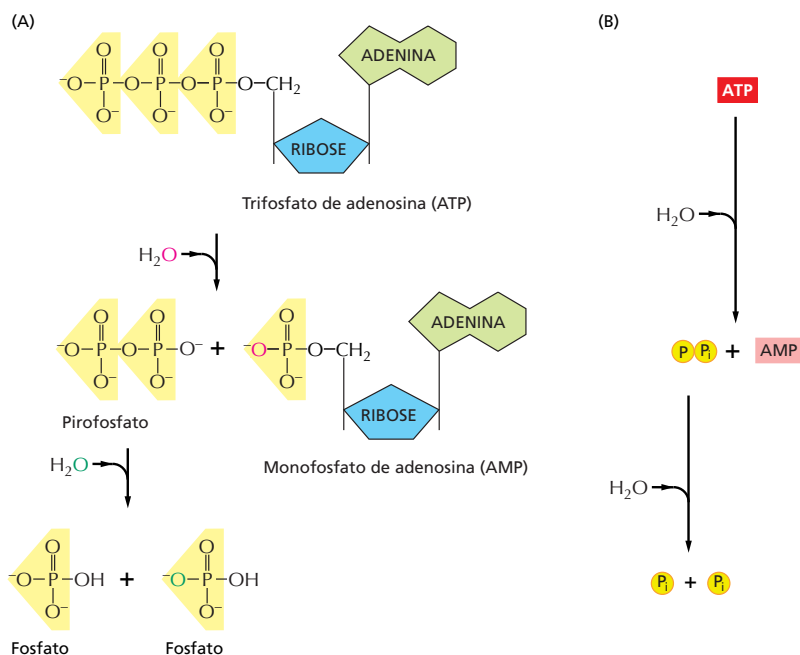 (A)
(B)
O O O
⁻O–P–O–P–O–P–O–CH₂
O⁻ O⁻ O⁻
ADENINA
RIBOSE
Trifosfato de adenosina (ATP)
H₂O
O O
⁻O–P–O–P–O⁻
O⁻ O⁻
+
O
⁻O–P–O–CH₂
O⁻
ADENINA
RIBOSE
Pirofosfato
Monofosfato de adenosina (AMP)
H₂O
O
⁻O–P–OH
O⁻
+
O
⁻O–P–OH
O⁻
Fosfato
Fosfato
ATP
H₂O
P Pᵢ + AMP
H₂O
Pᵢ + Pᵢ